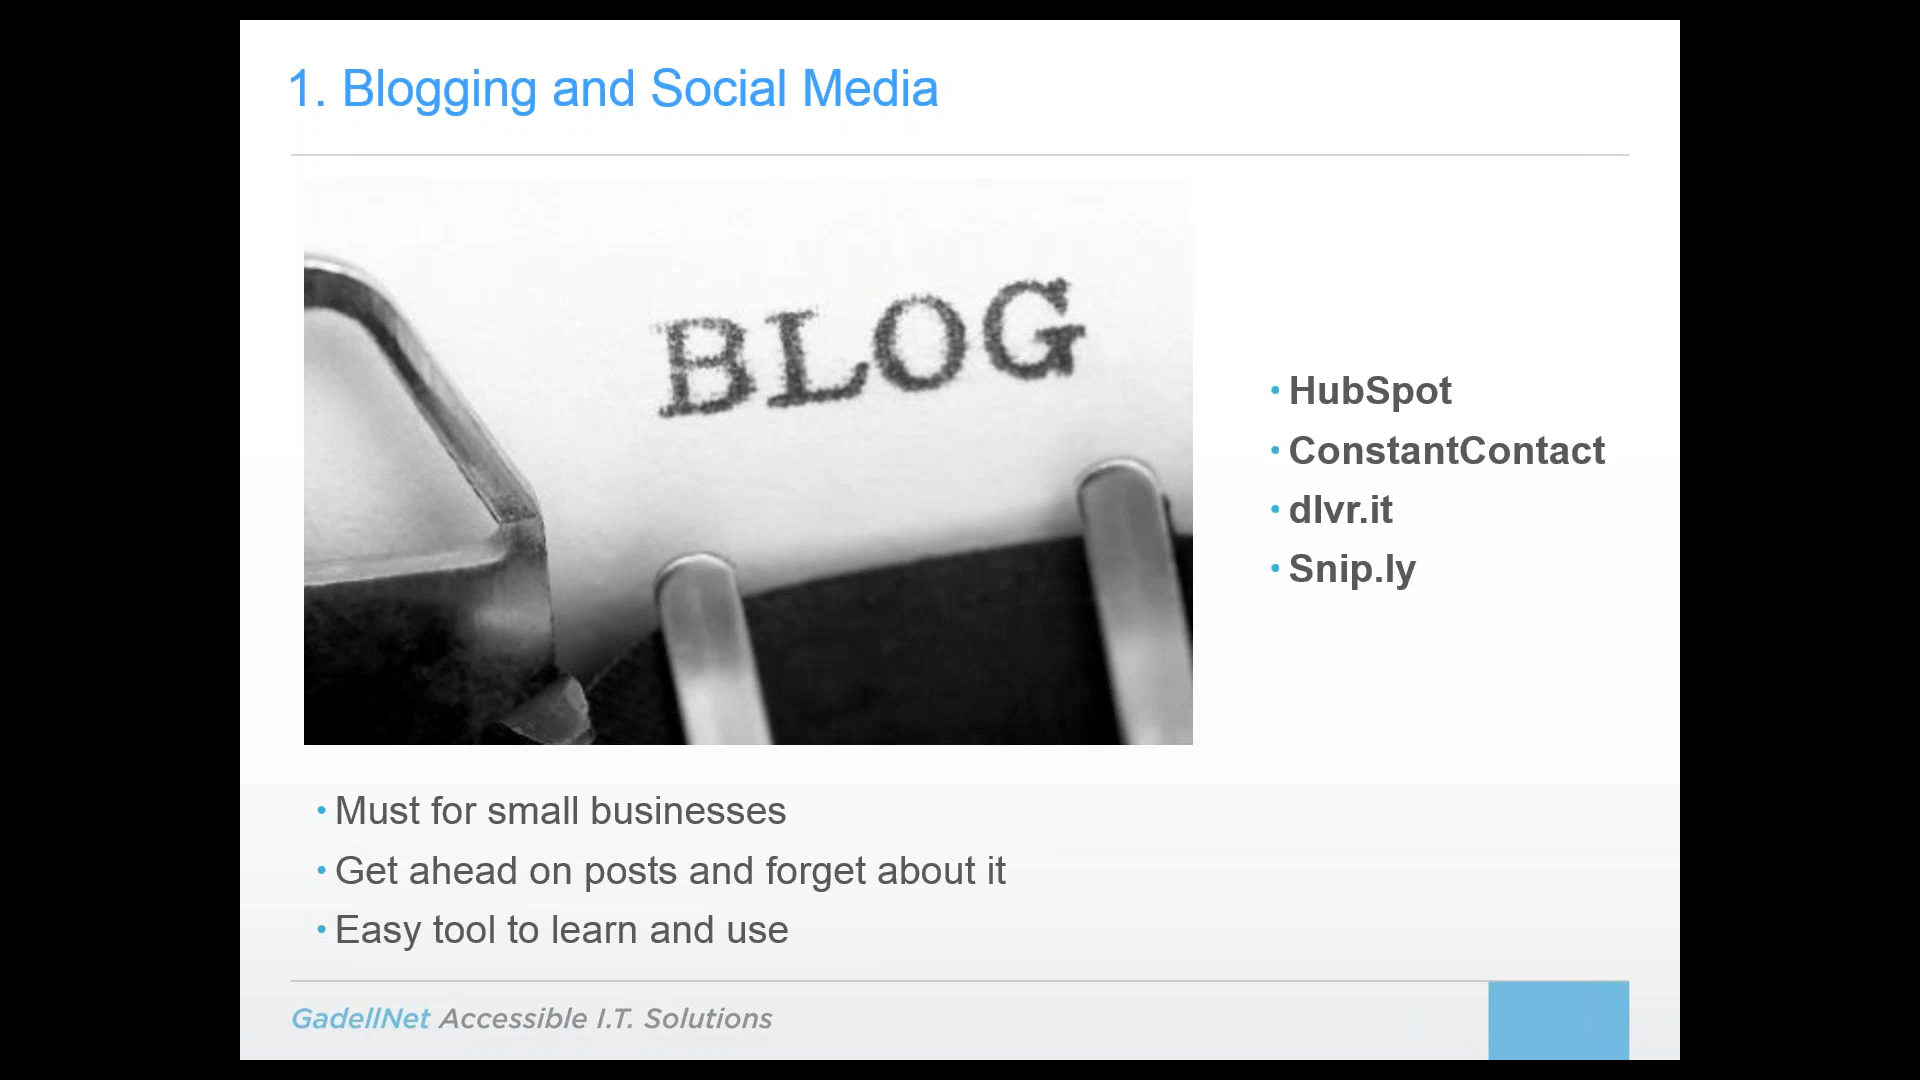 1. Blogging and Social Media
BLOG
• HubSpot
• ConstantContact
• dlvr.it
• Snip.ly
• Must for small businesses
• Get ahead on posts and forget about it
• Easy tool to learn and use
GadellNet Accessible I.T. Solutions